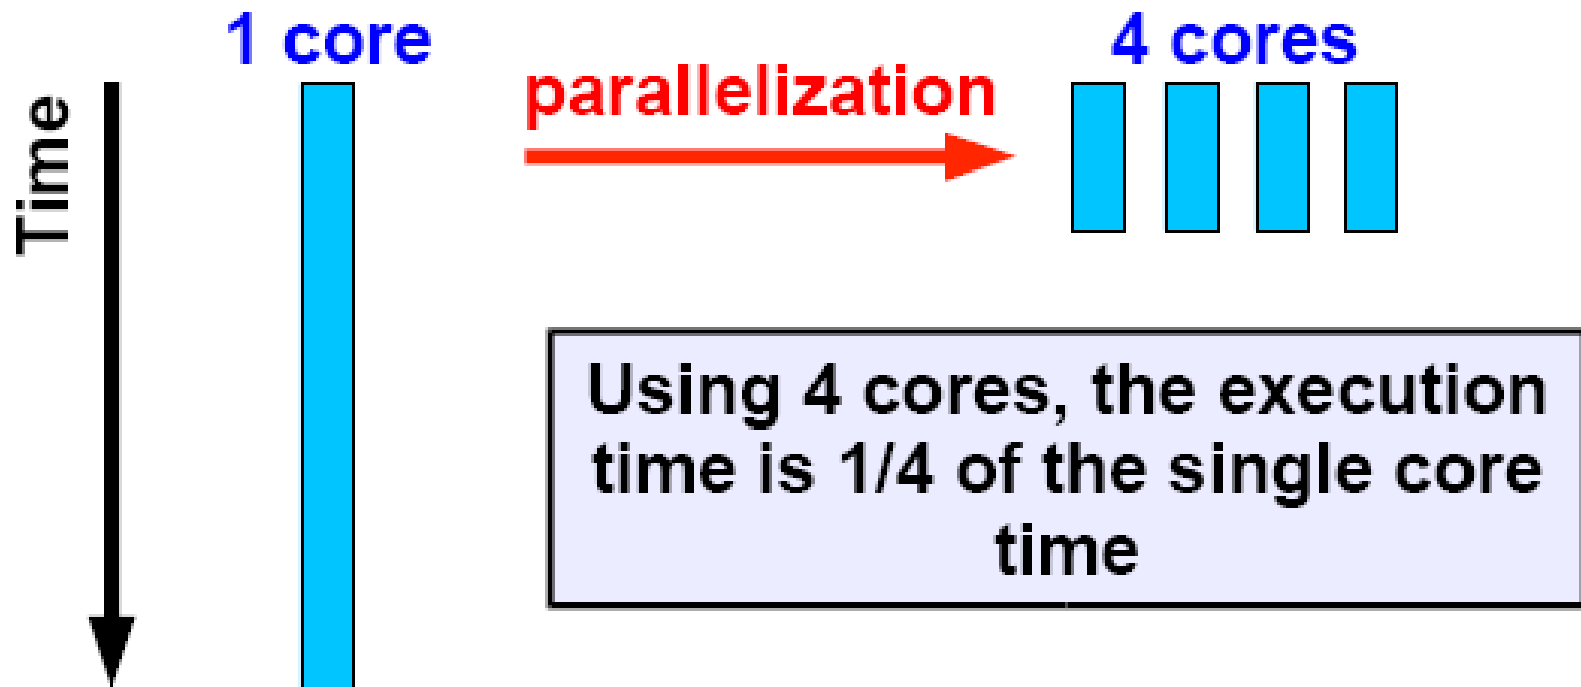 1 core
4 cores
parallelization
Time
Using 4 cores, the execution
time is 1/4 of the single core
time